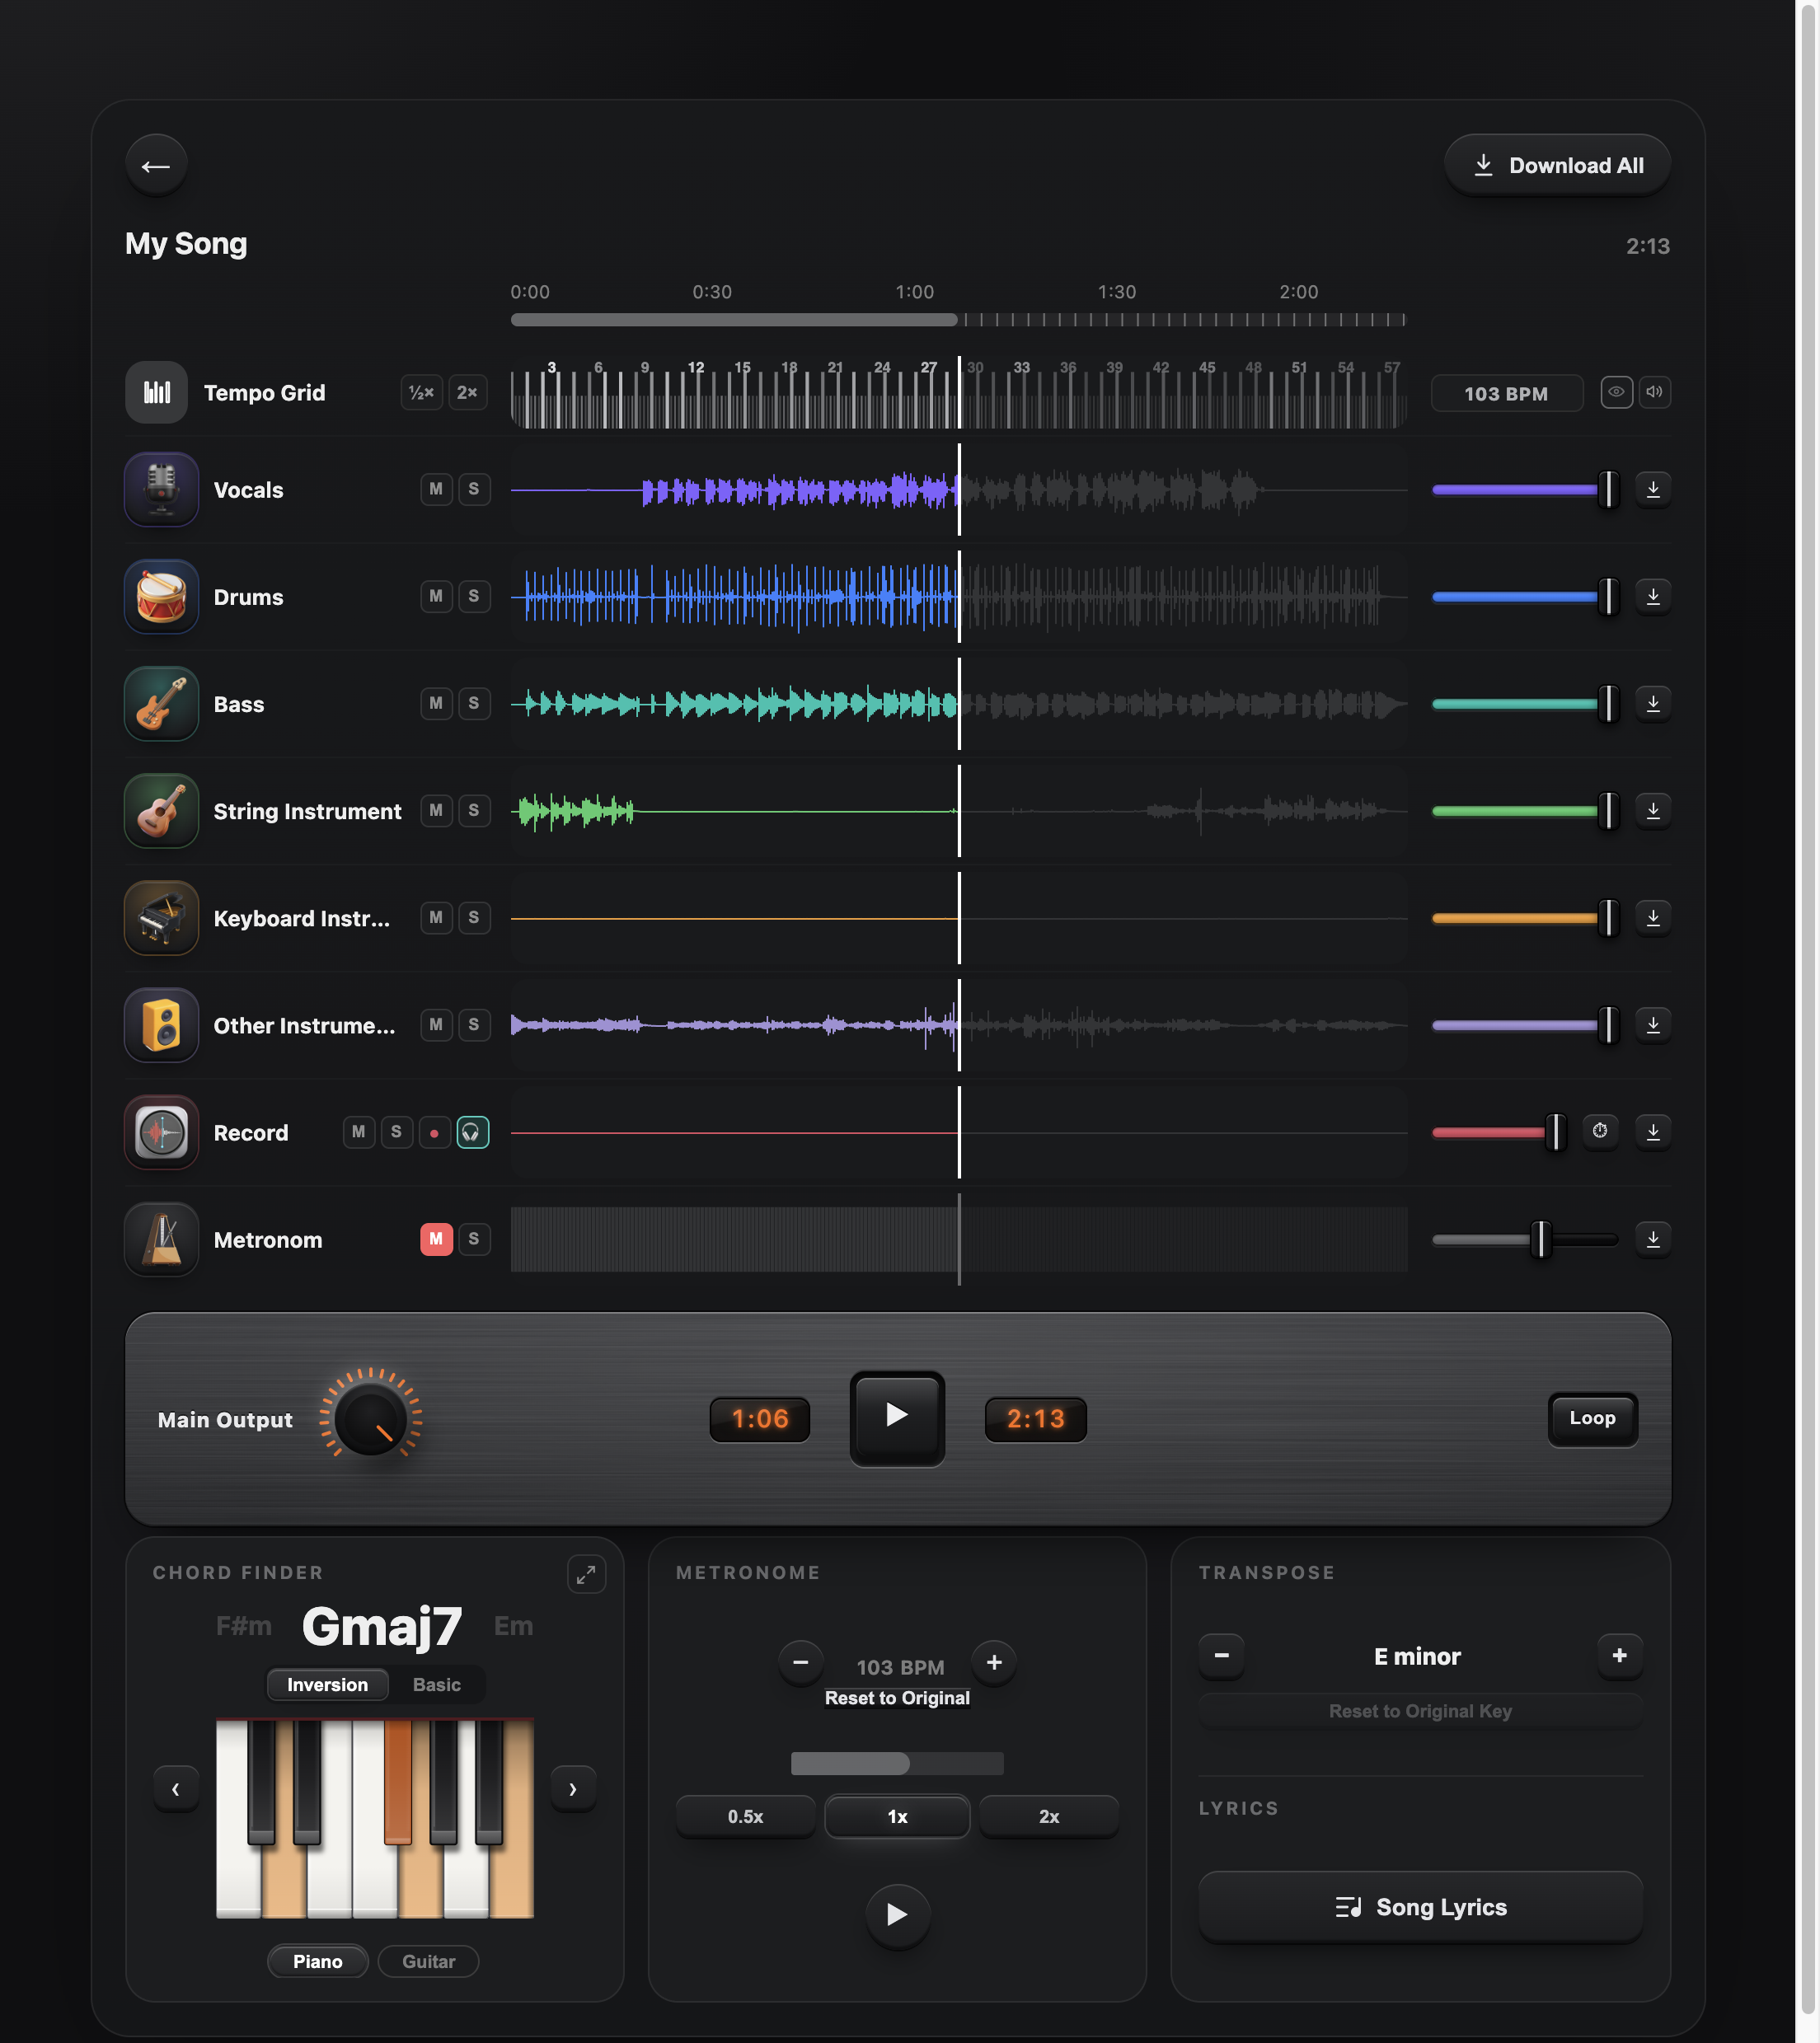 Download All
My Song
2:13
0:00 0:30 1:00 1:30 2:00
3 6 9 12 15 18 21 24 27 30 33 36 39 42 45 48 51 54 57
Tempo Grid ½× 2× 103 BPM
Vocals M S
Drums M S
Bass M S
String Instrument M S
Keyboard Instr... M S
Other Instrume... M S
Record M S
Metronom M S
Main Output 1:06 2:13 Loop
CHORD FINDER
F#m Gmaj7 Em
Inversion Basic
Piano Guitar
METRONOME
103 BPM
Reset to Original
0.5x 1x 2x
TRANSPOSE
− E minor +
Reset to Original Key
LYRICS
Song Lyrics